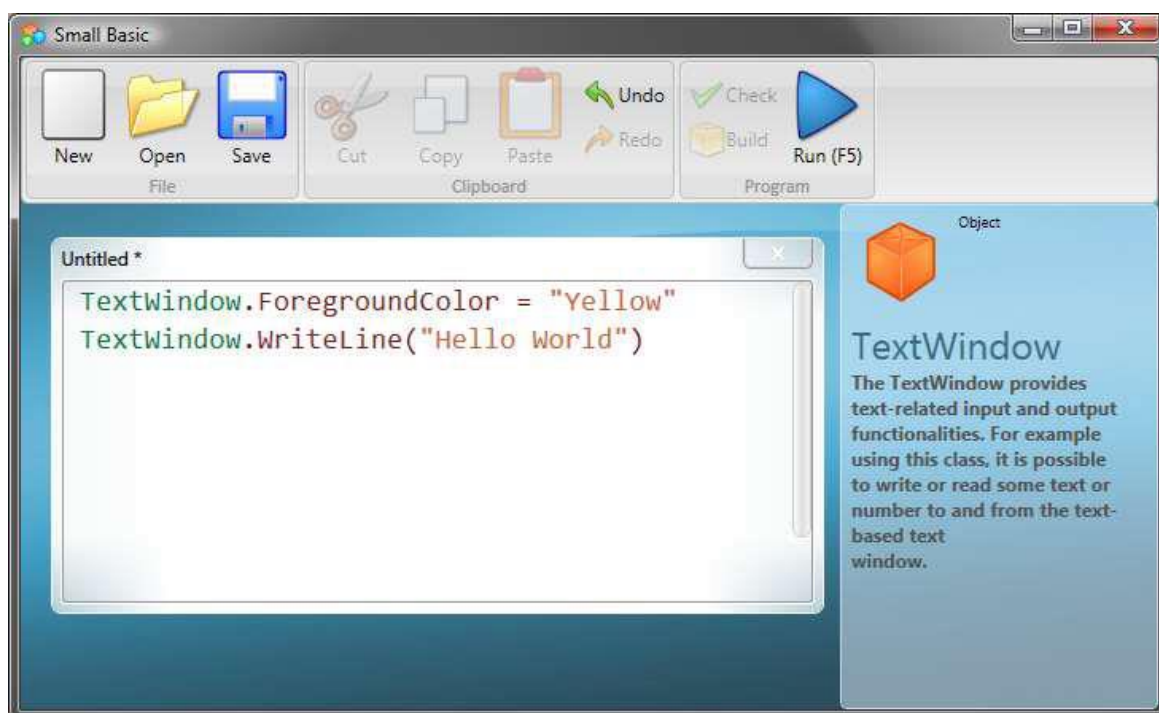 Small Basic
New
Open
Save
File
Cut
Copy
Paste
Undo
Redo
Clipboard
Check
Build
Run (F5)
Program
Untitled *
X
TextWindow.ForegroundColor = "Yellow"
TextWindow.WriteLine("Hello World")
Object
TextWindow
The TextWindow provides
text-related input and output
functionalities. For example
using this class, it is possible
to write or read some text or
number to and from the text-
based text
window.